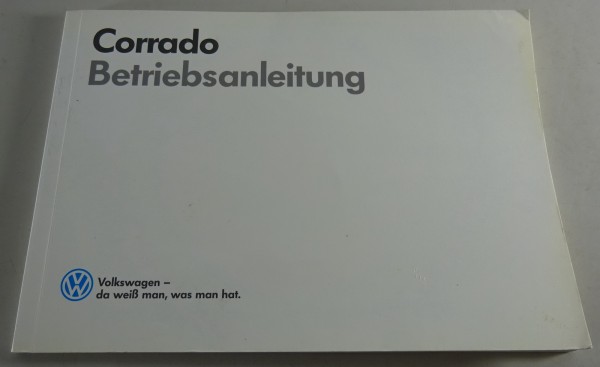 Corrado
Betriebsanleitung
Volkswagen –
da weiß man, was man hat.